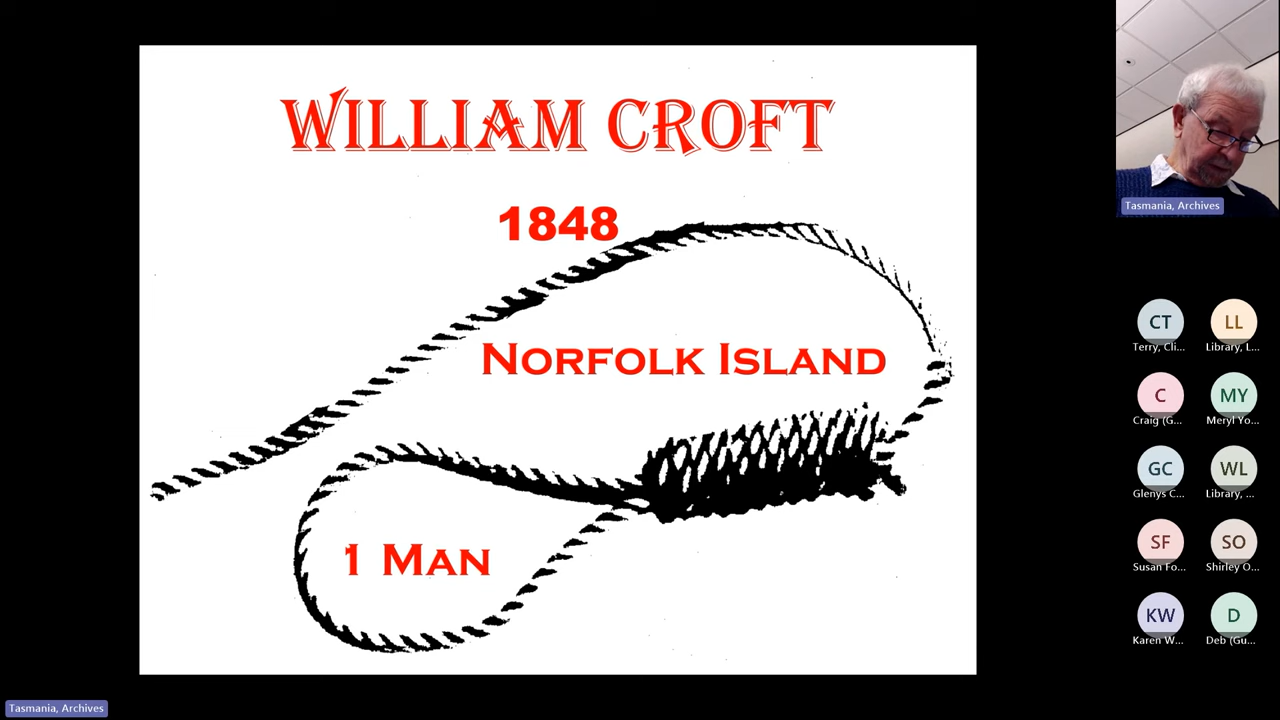 WILLIAM CROFT
1848
NORFOLK ISLAND
1 MAN
Tasmania, Archives
CT
Terry, Cli...
LL
Library, L...
C
Craig (G...
MY
Meryl Yo...
GC
Glenys C...
WL
Library, ...
SF
Susan Fo...
SO
Shirley O...
KW
Karen W...
D
Deb (Gu...
Tasmania, Archives